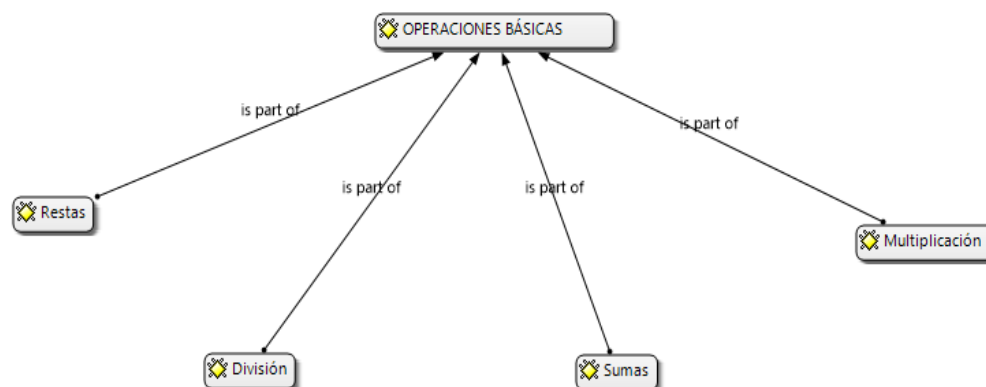 OPERACIONES BÁSICAS
is part of
is part of
is part of
is part of
Restas
Multiplicación
División
Sumas